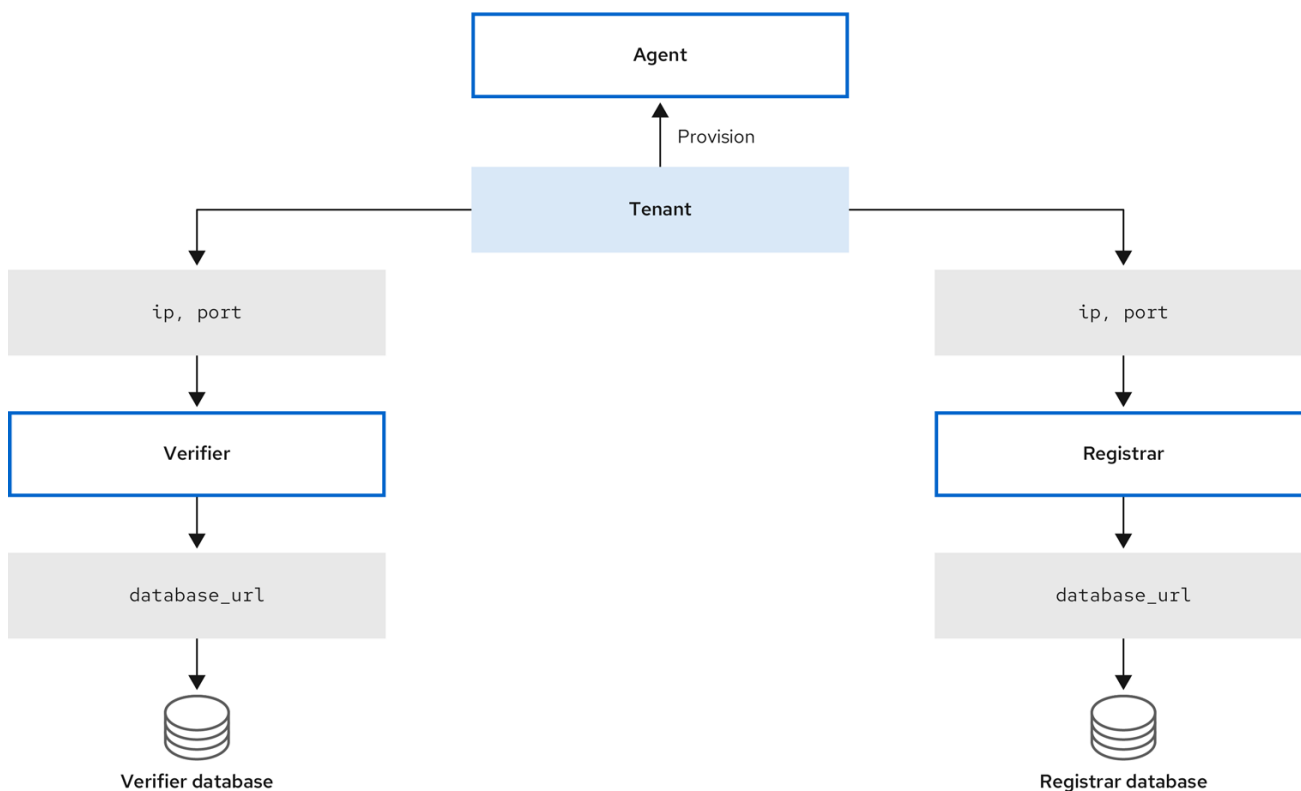 Agent
Provision
Tenant
ip, port
ip, port
Verifier
Registrar
database_url
database_url
Verifier database
Registrar database